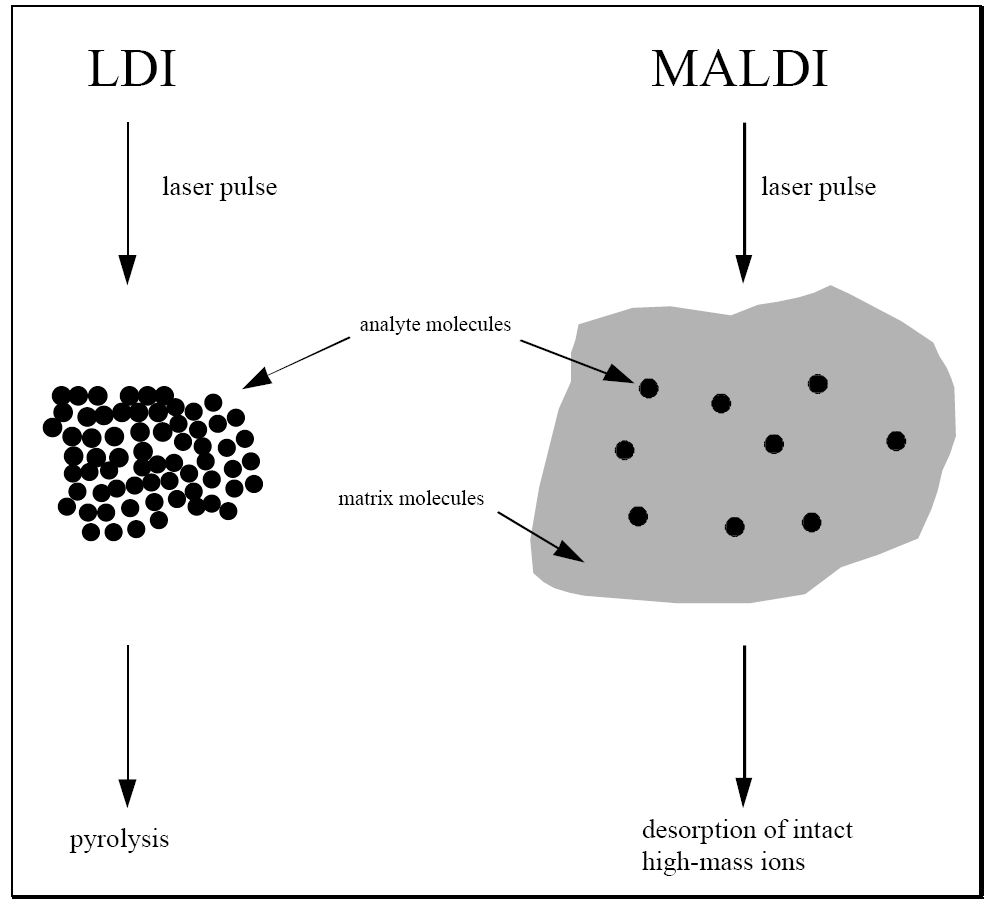 LDI
MALDI
laser pulse
laser pulse
analyte molecules
matrix molecules
pyrolysis
desorption of intact
high-mass ions